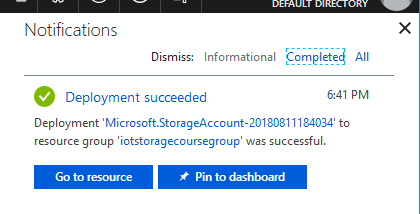 DEFAULT DIRECTORY
Notifications
Dismiss: Informational Completed All
Deployment succeeded 6:41 PM
Deployment 'Microsoft.StorageAccount-20180811184034' to
resource group 'iotstoragecoursegroup' was successful.
Go to resource Pin to dashboard